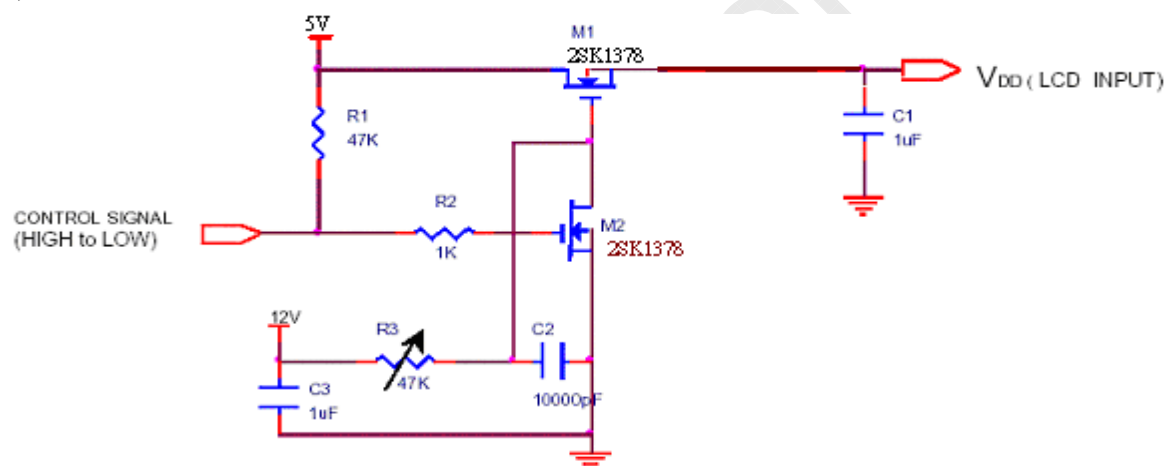 5V
M1
2SK1378
VDD ( LCD INPUT)
R1
47K
C1
1uF
CONTROL SIGNAL
(HIGH to LOW)
R2
1K
M2
2SK1378
12V
R3
47K
C2
10000pF
C3
1uF